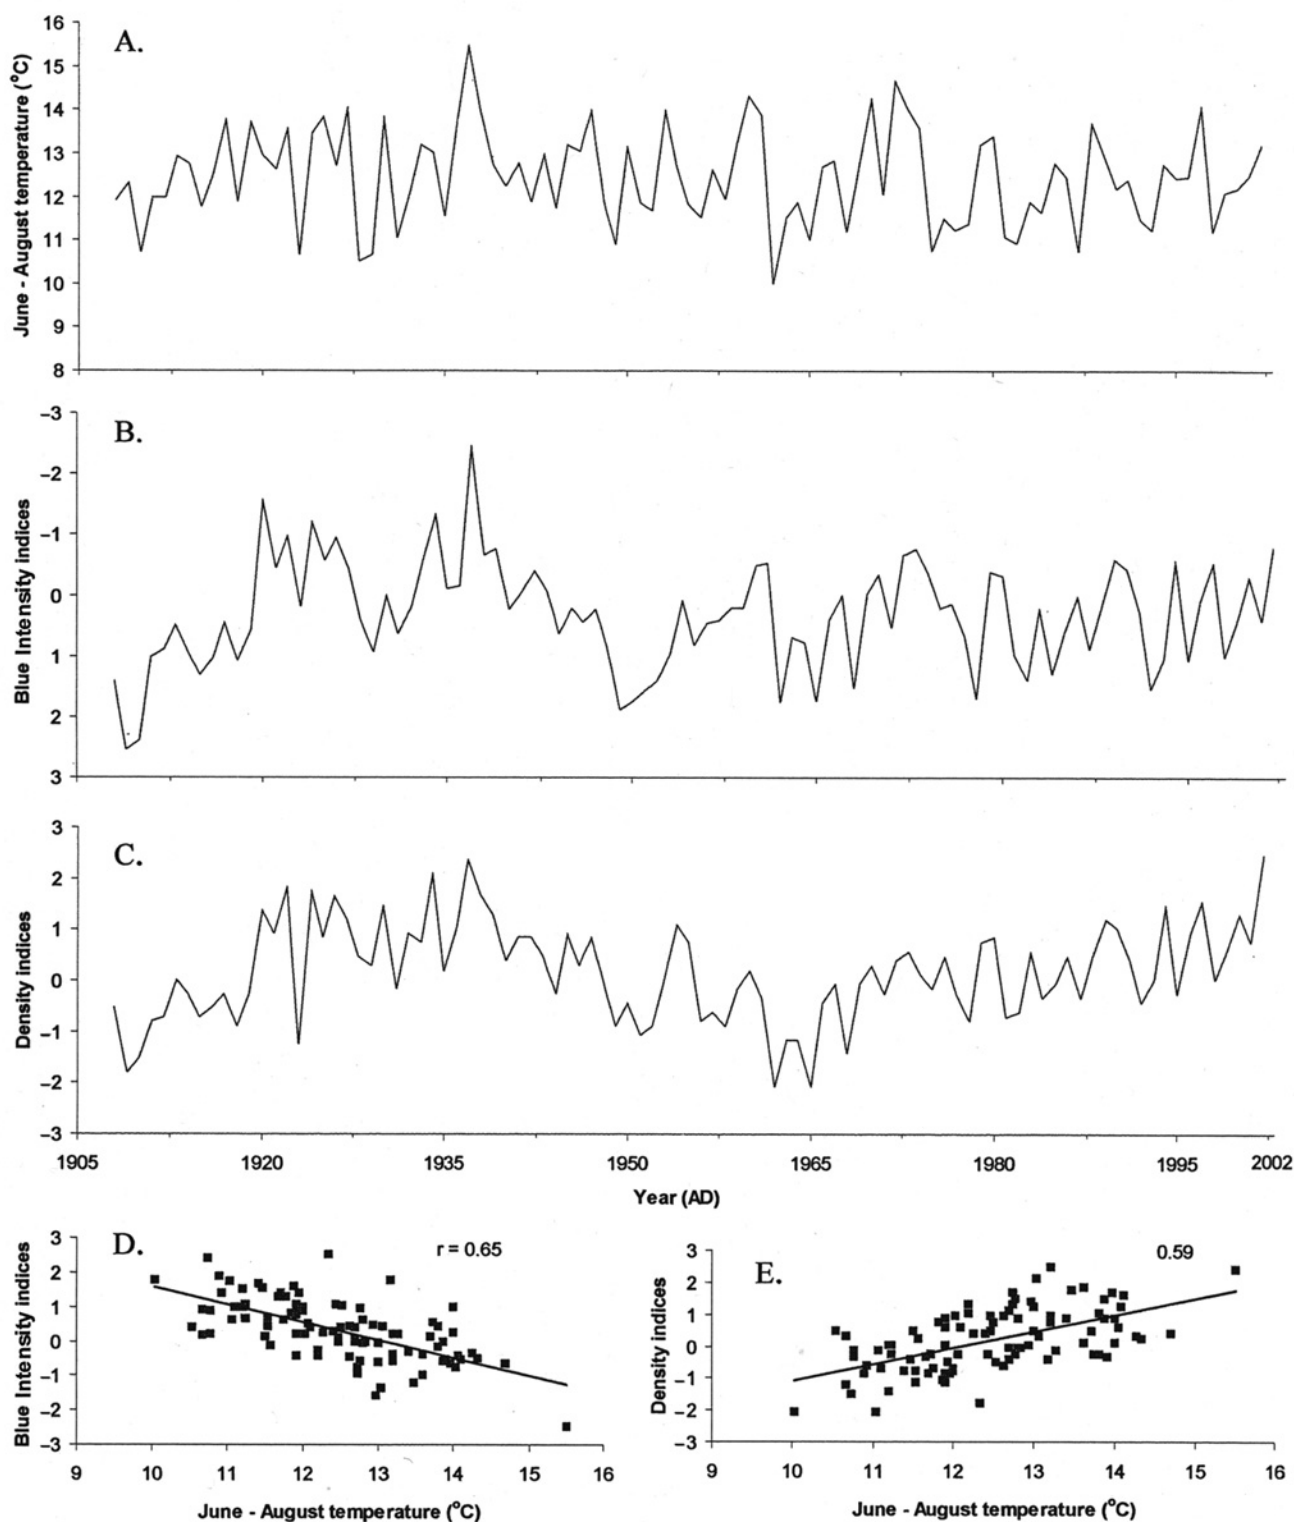 A.
June - August temperature (°C)
16
15
14
13
12
11
10
9
8
B.
Blue Intensity indices
−3
−2
−1
0
1
2
3
C.
Density indices
3
2
1
0
−1
−2
−3
1905 1920 1935 1950 1965 1980 1995 2002
Year (AD)
D.
r = 0.65
Blue Intensity indices
3
2
1
0
−1
−2
−3
9 10 11 12 13 14 15 16
June - August temperature (°C)
E.
0.59
Density indices
3
2
1
0
−1
−2
−3
9 10 11 12 13 14 15 16
June - August temperature (°C)